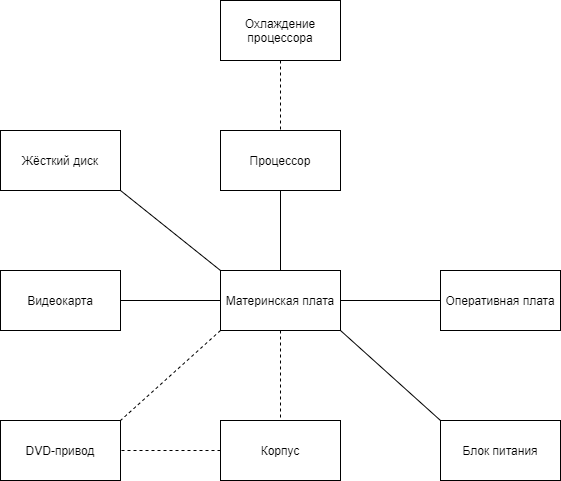 Охлаждение
процессора
Жёсткий диск
Процессор
Видеокарта
Материнская плата
Оперативная плата
DVD-привод
Корпус
Блок питания